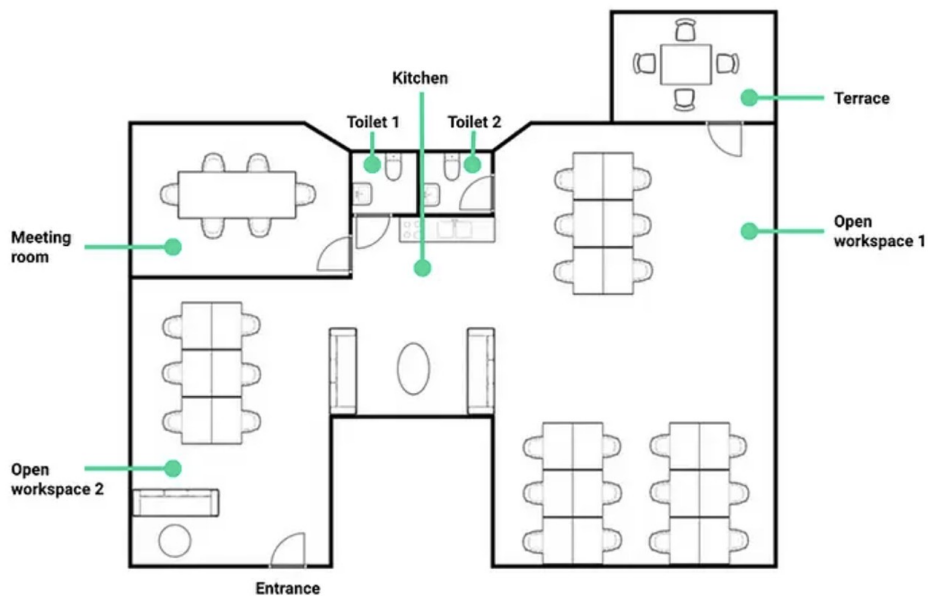 Kitchen
Toilet 1
Toilet 2
Terrace
Meeting
room
Open
workspace 1
Open
workspace 2
Entrance